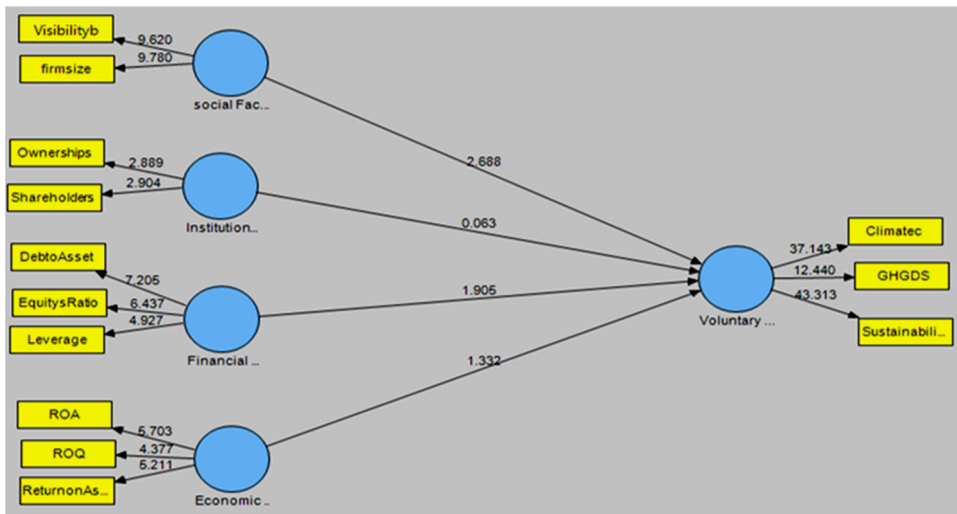 Visibilityb
9.620
firmsize
9.780
social Fac...
2.688
Ownerships
2.889
Shareholders
2.904
Institution...
0.063
DebtoAsset
7.205
EquitysRatio
6.437
Leverage
4.927
Financial ...
1.905
ROA
5.703
ROQ
4.377
ReturnonAs...
5.211
Economic ..
1.332
Voluntary ...
Climatec
37.143
GHGDS
12.440
Sustainabili...
43.313